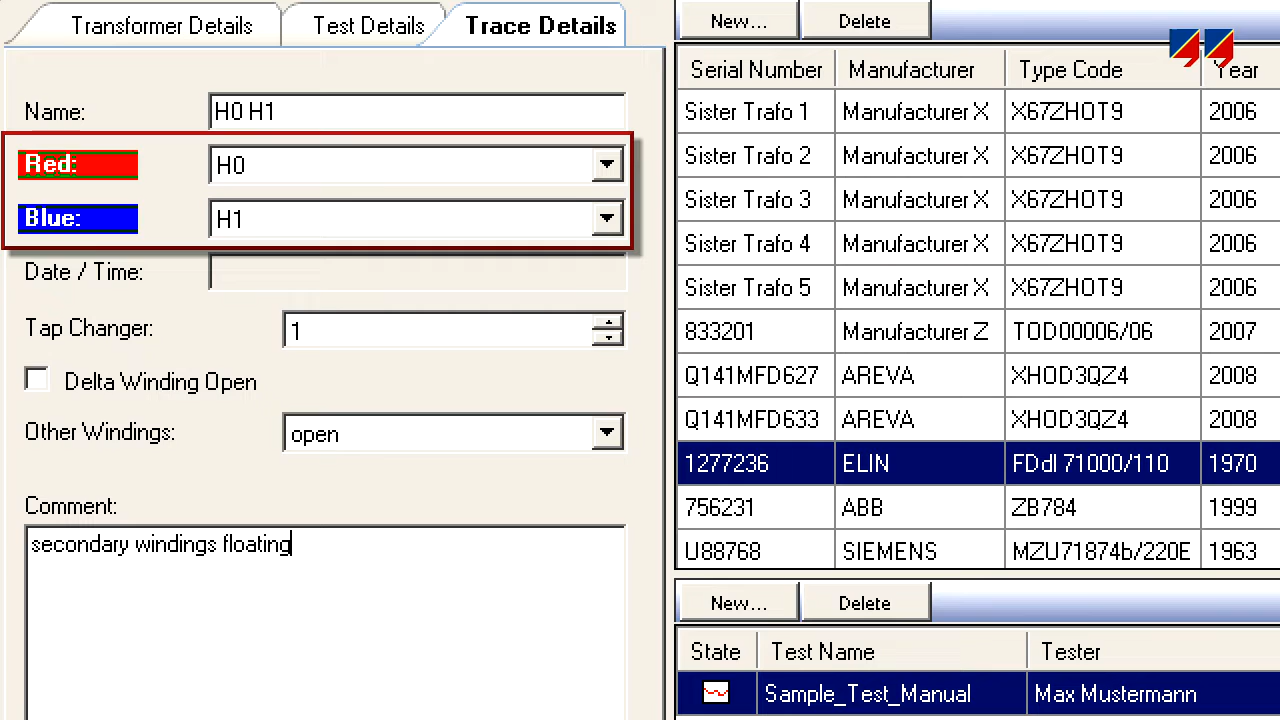 Transformer Details Test Details Trace Details
Name: H0 H1
Red: H0
Blue: H1
Date / Time:
Tap Changer: 1
Delta Winding Open
Other Windings: open
Comment:
secondary windings floating
New... Delete
Serial Number Manufacturer Type Code Year
Sister Trafo 1 Manufacturer X X67ZHOT9 2006
Sister Trafo 2 Manufacturer X X67ZHOT9 2006
Sister Trafo 3 Manufacturer X X67ZHOT9 2006
Sister Trafo 4 Manufacturer X X67ZHOT9 2006
Sister Trafo 5 Manufacturer X X67ZHOT9 2006
833201 Manufacturer Z TOD00006/06 2007
Q141MFD627 AREVA XHOD3QZ4 2008
Q141MFD633 AREVA XHOD3QZ4 2008
1277236 ELIN FDdI 71000/110 1970
756231 ABB ZB784 1999
U88768 SIEMENS MZU71874b/220E 1963
New... Delete
State Test Name Tester
Sample_Test_Manual Max Mustermann